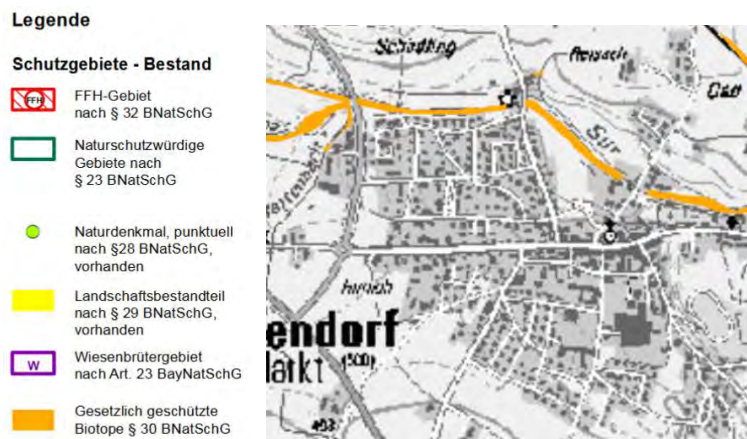 Legende
Schutzgebiete - Bestand
FFH
FFH-Gebiet
nach § 32 BNatSchG
Naturschutzwürdige
Gebiete nach
§ 23 BNatSchG
Naturdenkmal, punktuell
nach §28 BNatSchG,
vorhanden
Landschaftsbestandteil
nach § 29 BNatSchG,
vorhanden
W
Wiesenbrütergebiet
nach Art. 23 BayNatSchG
Gesetzlich geschützte
Biotope § 30 BNatSchG
Sur
endorf
arkt